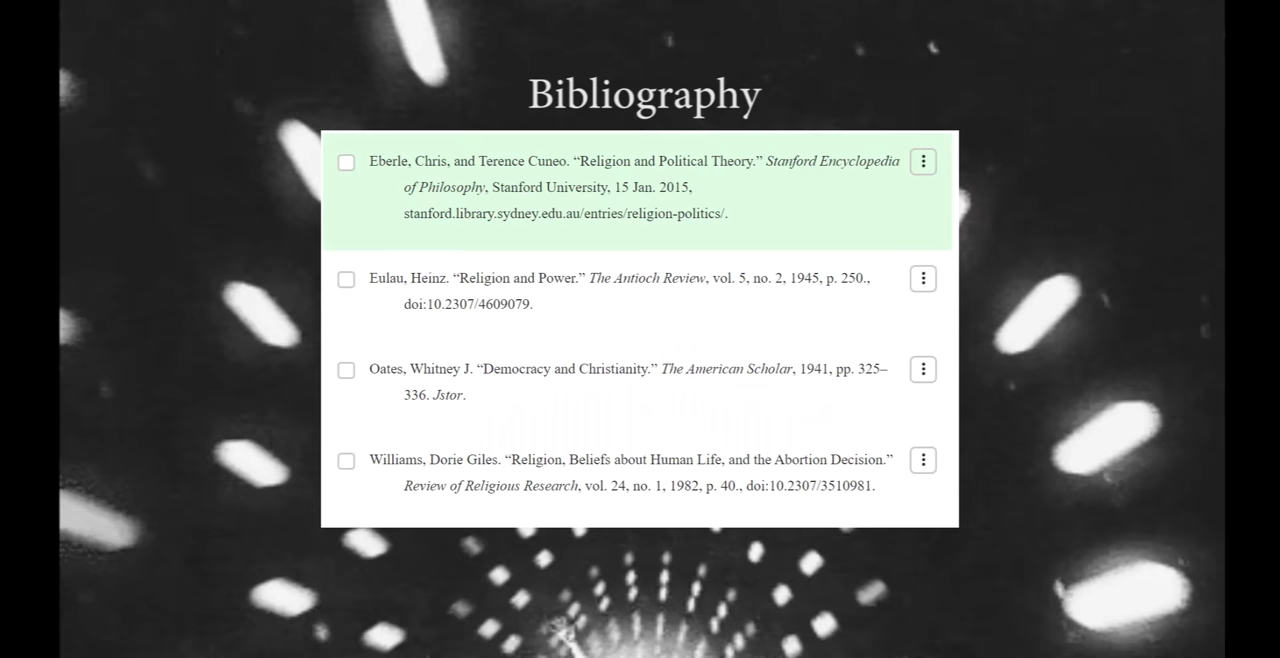 Bibliography
Eberle, Chris, and Terence Cuneo. “Religion and Political Theory.” Stanford Encyclopedia
of Philosophy, Stanford University, 15 Jan. 2015,
stanford.library.sydney.edu.au/entries/religion-politics/.
Eulau, Heinz. “Religion and Power.” The Antioch Review, vol. 5, no. 2, 1945, p. 250.,
doi:10.2307/4609079.
Oates, Whitney J. “Democracy and Christianity.” The American Scholar, 1941, pp. 325–
336. Jstor.
Williams, Dorie Giles. “Religion, Beliefs about Human Life, and the Abortion Decision.”
Review of Religious Research, vol. 24, no. 1, 1982, p. 40., doi:10.2307/3510981.